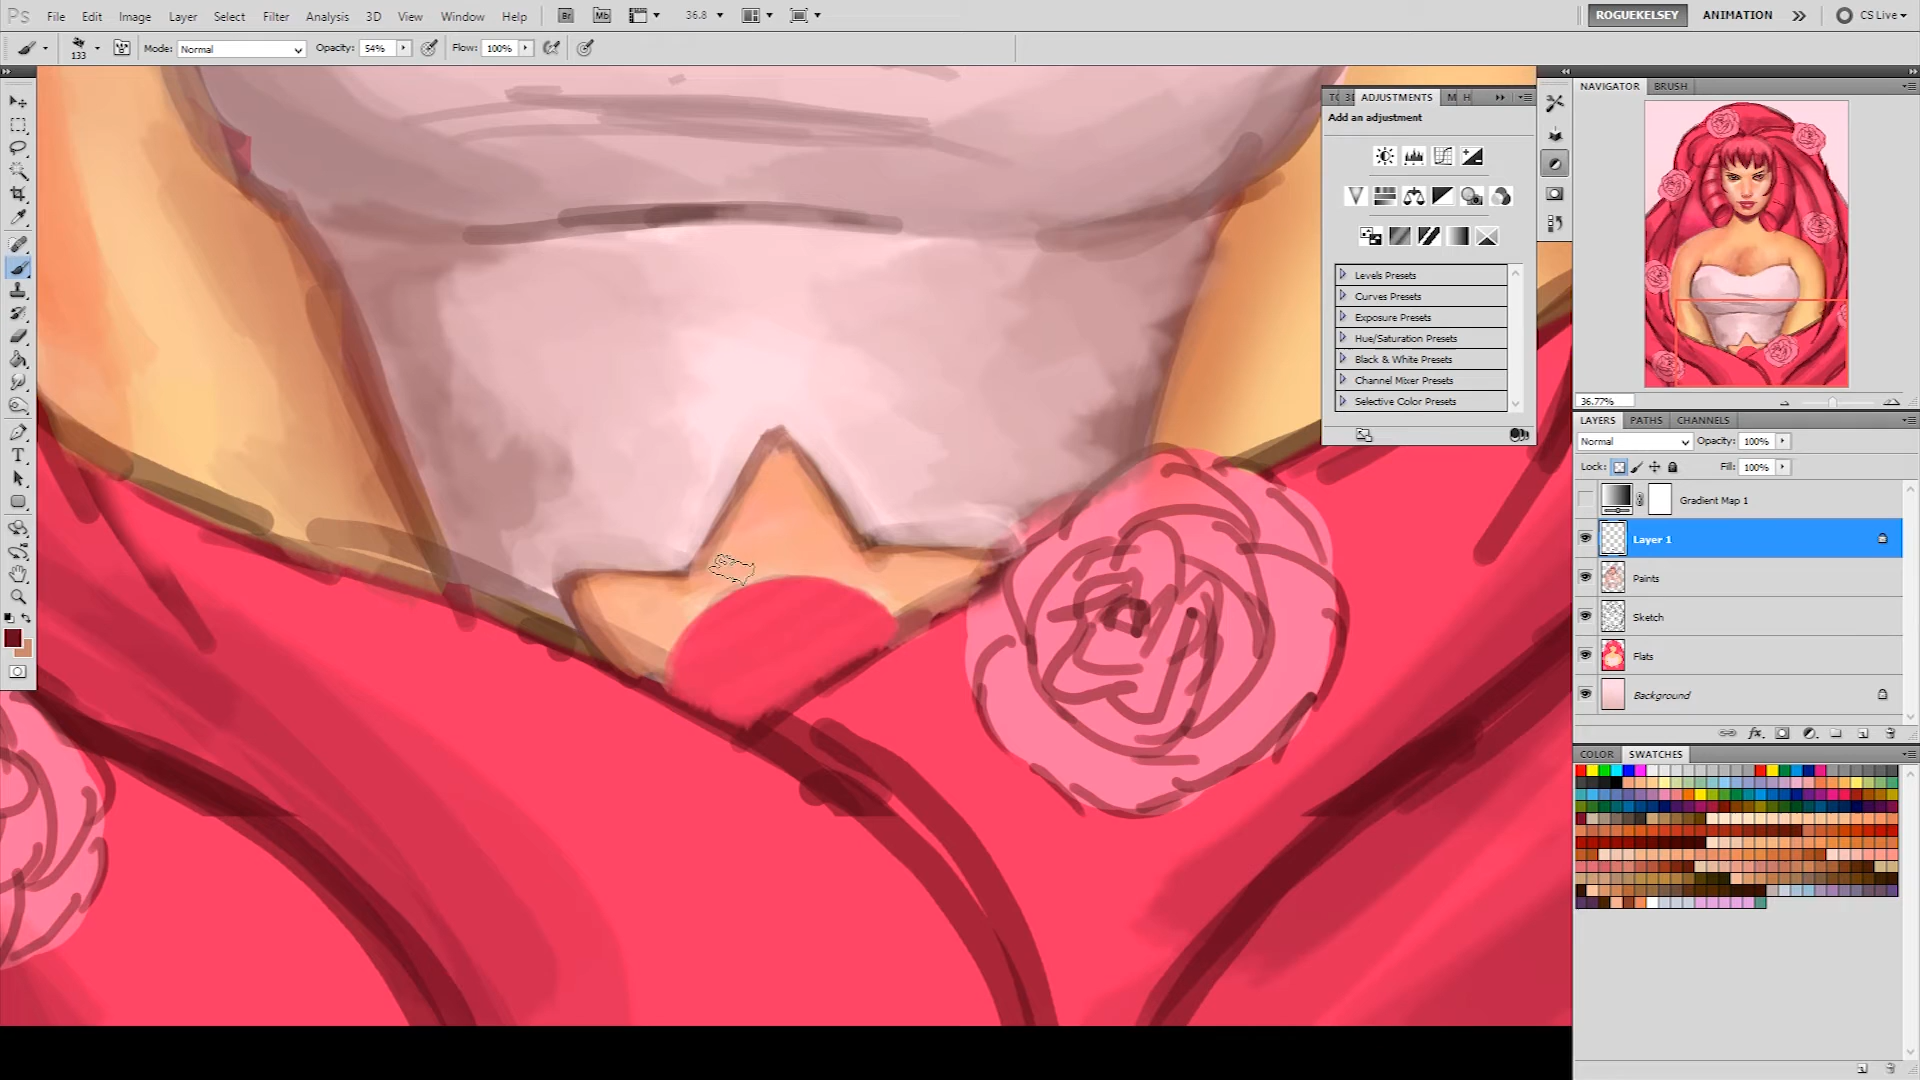 Ps File Edit Image Layer Select Filter Analysis 3D View Window Help Br Mb 36.8 ROGUEKELSEY ANIMATION CS Live
133 Mode: Normal Opacity: 54% Flow: 100%
ADJUSTMENTS M H
Add an adjustment
Levels Presets
Curves Presets
Exposure Presets
Hue/Saturation Presets
Black & White Presets
Channel Mixer Presets
Selective Color Presets
NAVIGATOR BRUSH
36.77%
LAYERS PATHS CHANNELS
Normal Opacity: 100%
Lock: Fill: 100%
Gradient Map 1
Layer 1
Paints
Sketch
Flats
Background
COLOR SWATCHES